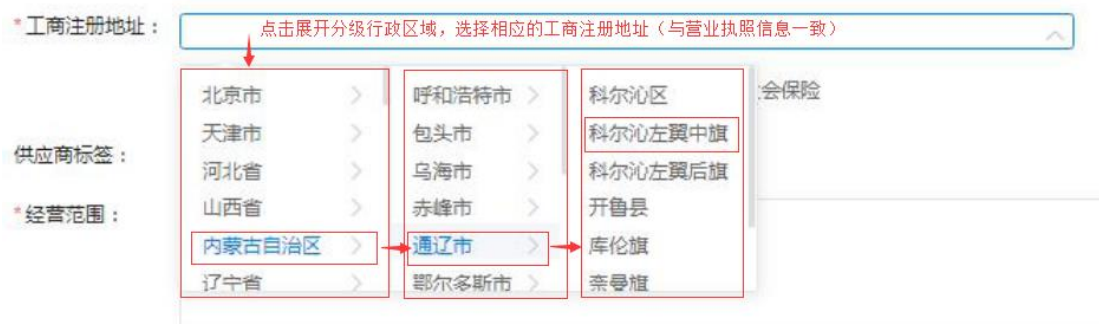 *工商注册地址：
点击展开分级行政区域，选择相应的工商注册地址（与营业执照信息一致）
北京市
天津市
河北省
山西省
内蒙古自治区
辽宁省
呼和浩特市
包头市
乌海市
赤峰市
通辽市
鄂尔多斯市
科尔沁区
科尔沁左翼中旗
科尔沁左翼后旗
开鲁县
库伦旗
奈曼旗
会保险
供应商标签：
*经营范围：